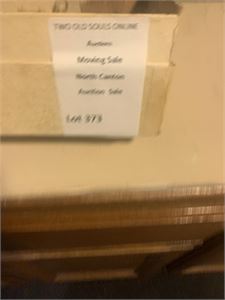 TWO OLD SOULS ONLINE
Auction
Moving Sale
North Canton
Auction Sale
Lot 373